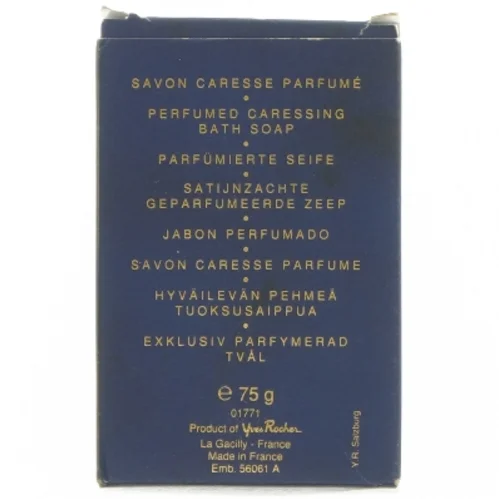 SAVON CARESSE PARFUMÉ
•
PERFUMED CARESSING
BATH SOAP
•
PARFÜMIERTE SEIFE
•
SATIJNZACHTE
GEPARFUMEERDE ZEEP
•
JABON PERFUMADO
•
SAVON CARESSE PARFUME
•
HYVÄILEVÄN PEHMEÄ
TUOKSUSAIPPUA
•
EXKLUSIV PARFYMERAD
TVÅL
℮ 75 g
01771
Product of Yves Rocher
La Gacilly - France
Made in France
Emb. 56061 A
Y.R. Salzburg